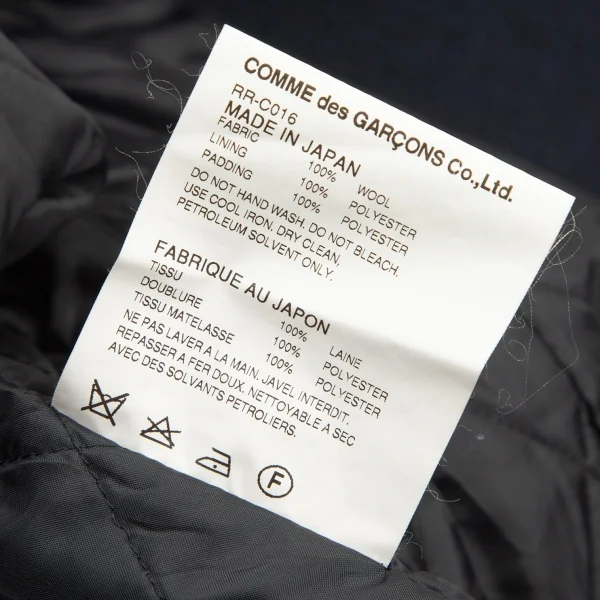 COMME des GARÇONS Co.,Ltd.
RR-C016
MADE IN JAPAN
FABRIC 100% WOOL
LINING 100% POLYESTER
PADDING 100% POLYESTER
DO NOT HAND WASH. DO NOT BLEACH.
USE COOL IRON. DRY CLEAN,
PETROLEUM SOLVENT ONLY.
FABRIQUE AU JAPON
TISSU 100% LAINE
DOUBLURE 100% POLYESTER
TISSU MATELASSE 100% POLYESTER
NE PAS LAVER A LA MAIN. JAVEL INTERDIT.
REPASSER A FER DOUX. NETTOYABLE A SEC
AVEC DES SOLVANTS PETROLIERS.
F